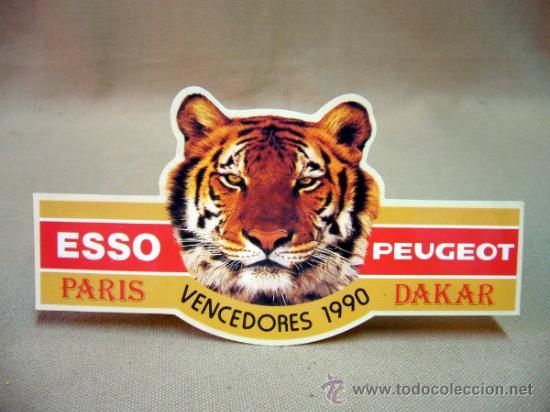 ESSO
PEUGEOT
PARIS
DAKAR
VENCEDORES 1990
© www.todocoleccion.net